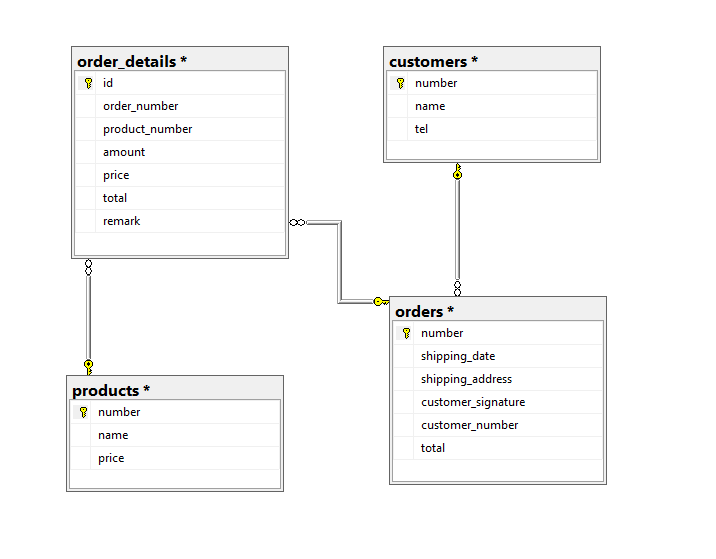 order_details *
id
order_number
product_number
amount
price
total
remark
customers *
number
name
tel
products *
number
name
price
orders *
number
shipping_date
shipping_address
customer_signature
customer_number
total